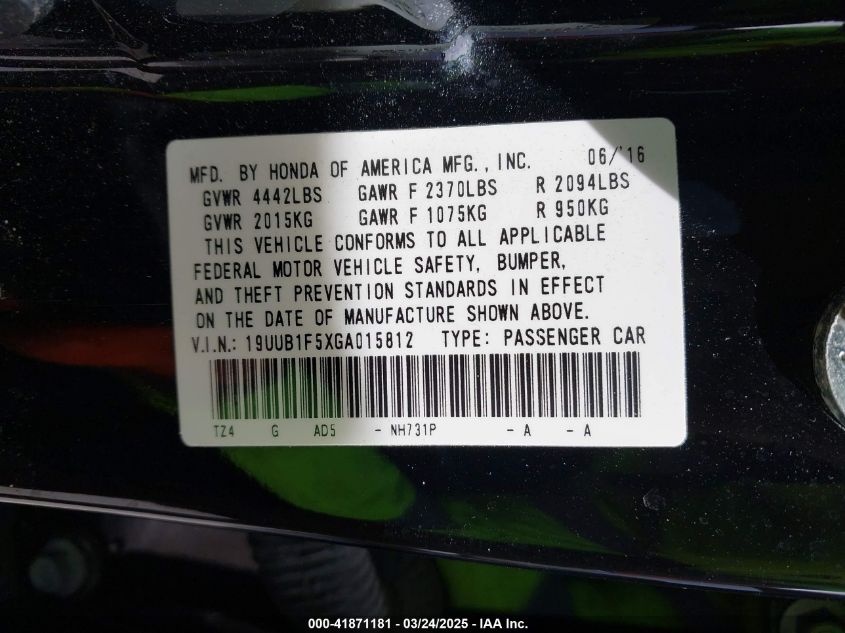 MFD. BY HONDA OF AMERICA MFG., INC. 06/'16
GVWR 4442LBS GAWR F 2370LBS R 2094LBS
GVWR 2015KG GAWR F 1075KG R 950KG
THIS VEHICLE CONFORMS TO ALL APPLICABLE
FEDERAL MOTOR VEHICLE SAFETY, BUMPER,
AND THEFT PREVENTION STANDARDS IN EFFECT
ON THE DATE OF MANUFACTURE SHOWN ABOVE.
V.I.N.: 19UUB1F5XGA015812 TYPE: PASSENGER CAR
TZ4 G AD5 - NH731P - A - A
000-41871181 - 03/24/2025 - IAA Inc.